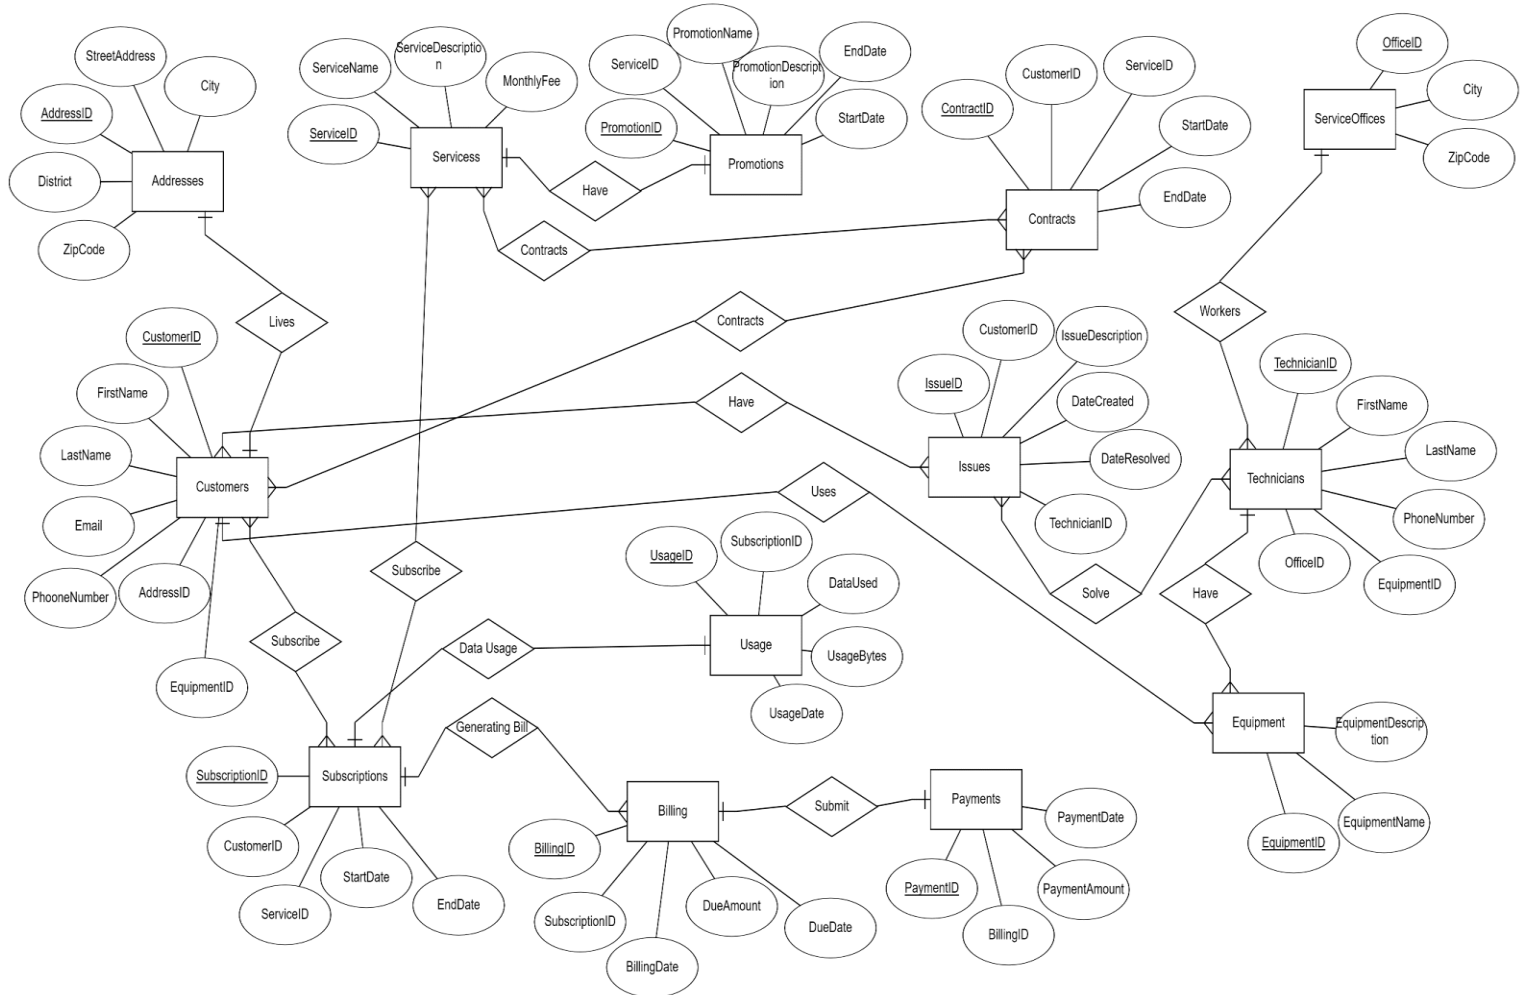 StreetAddress
City
AddressID
District
ZipCode
Addresses
ServiceName
ServiceDescriptio
n
MonthlyFee
ServiceID
Servicess
Have
PromotionName
ServiceID
PromotionDescript
ion
EndDate
PromotionID
StartDate
Promotions
ContractID
CustomerID
ServiceID
StartDate
EndDate
Contracts
Contracts
OfficeID
City
ZipCode
ServiceOffices
Lives
Contracts
Workers
CustomerID
FirstName
LastName
Email
PhooneNumber
AddressID
EquipmentID
Customers
Have
Uses
CustomerID
IssueDescription
IssueID
DateCreated
DateResolved
TechnicianID
Issues
TechnicianID
FirstName
LastName
PhoneNumber
EquipmentID
OfficeID
Technicians
Solve
Have
Subscribe
Subscribe
UsageID
SubscriptionID
DataUsed
UsageBytes
UsageDate
Usage
Data Usage
Generating Bill
SubscriptionID
CustomerID
ServiceID
StartDate
EndDate
Subscriptions
Billing
BillingID
SubscriptionID
BillingDate
DueAmount
DueDate
Submit
Payments
PaymentDate
PaymentAmount
PaymentID
BillingID
Equipment
EquipmentDescrip
tion
EquipmentName
EquipmentID